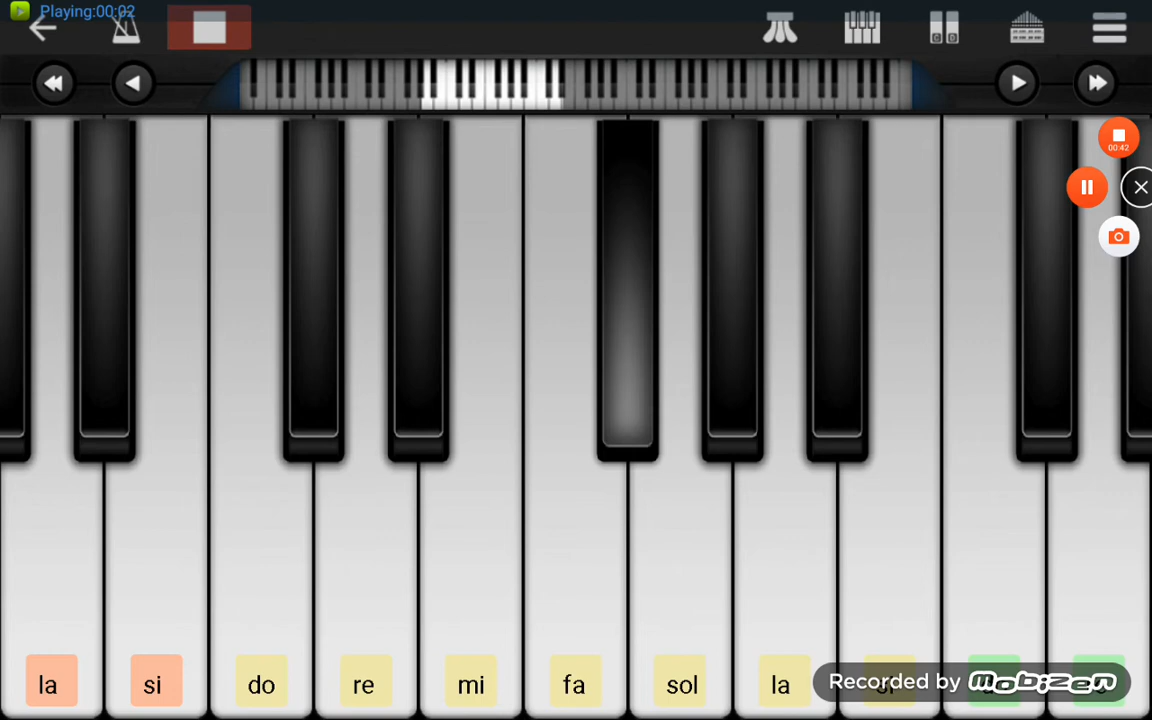 Playing:00:02
00:42
la si do re mi fa sol la
Recorded by mobizen